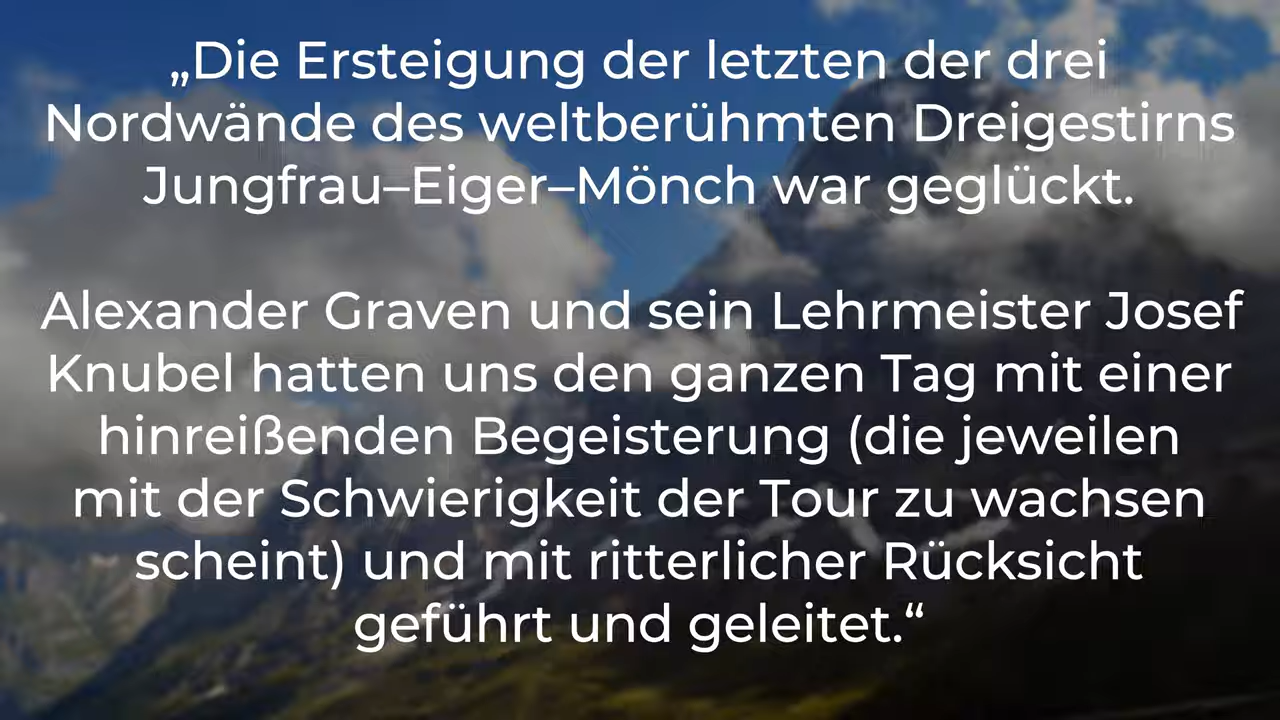 „Die Ersteigung der letzten der drei
Nordwände des weltberühmten Dreigestirns
Jungfrau–Eiger–Mönch war geglückt.
Alexander Graven und sein Lehrmeister Josef
Knubel hatten uns den ganzen Tag mit einer
hinreißenden Begeisterung (die jeweilen
mit der Schwierigkeit der Tour zu wachsen
scheint) und mit ritterlicher Rücksicht
geführt und geleitet.“